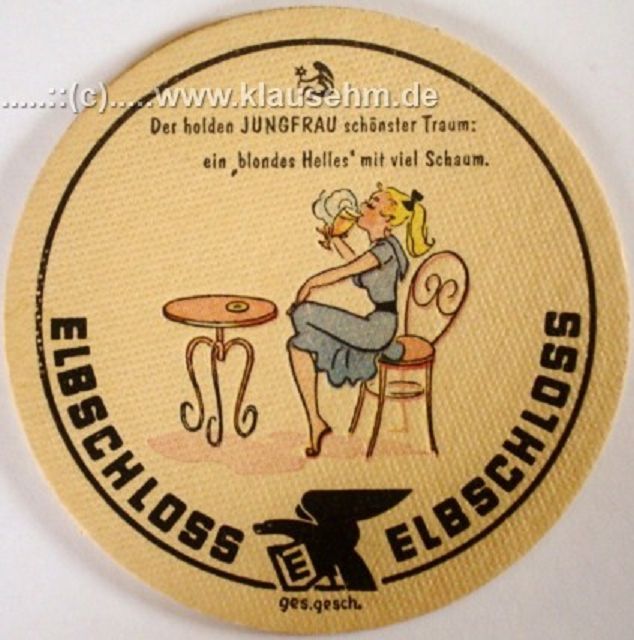 .....::(c).....www.klausehm.de
Der holden JUNGFRAU schönster Traum:
ein „blondes Helles“ mit viel Schaum.
ELBSCHLOSS
ELBSCHLOSS
E
ges.gesch.